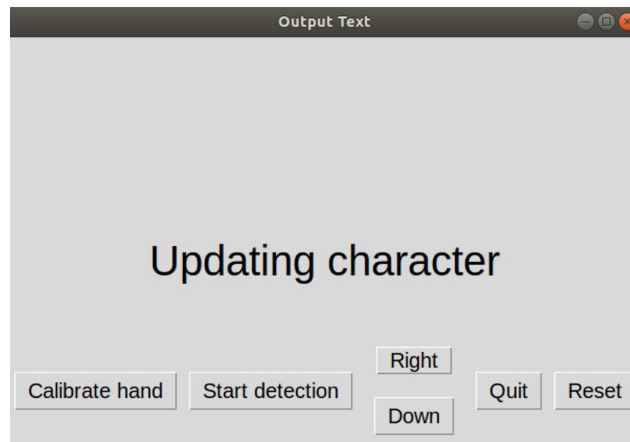 Output Text
Updating character
Right
Calibrate hand
Start detection
Quit
Reset
Down